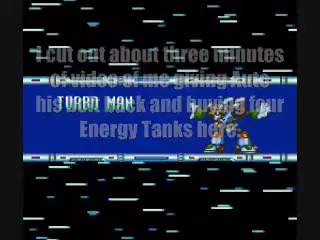 I cut out about three minutes
of video of me giving Auto
his bolt back and buying four
TURBO MAN
Energy Tanks here.